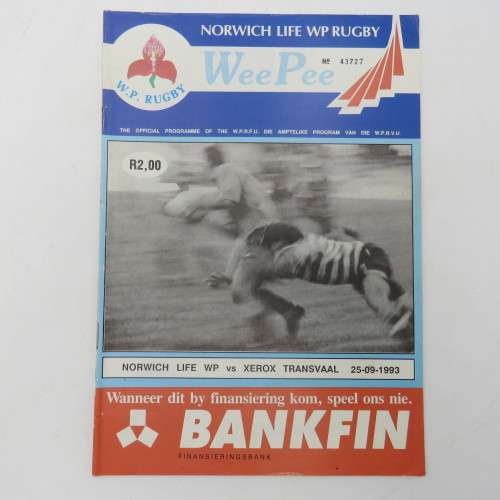 NORWICH LIFE WP RUGBY
W.P. RUGBY
WeePee
Nº 43727
THE OFFICIAL PROGRAMME OF THE W.P.R.F.U. DIE AMPTELIKE PROGRAM VAN DIE W.P.R.V.U.
R2,00
NORWICH LIFE WP vs XEROX TRANSVAAL 25-09-1993
Wanneer dit by finansiering kom, speel ons nie.
BANKFIN
FINANSIERINGSBANK